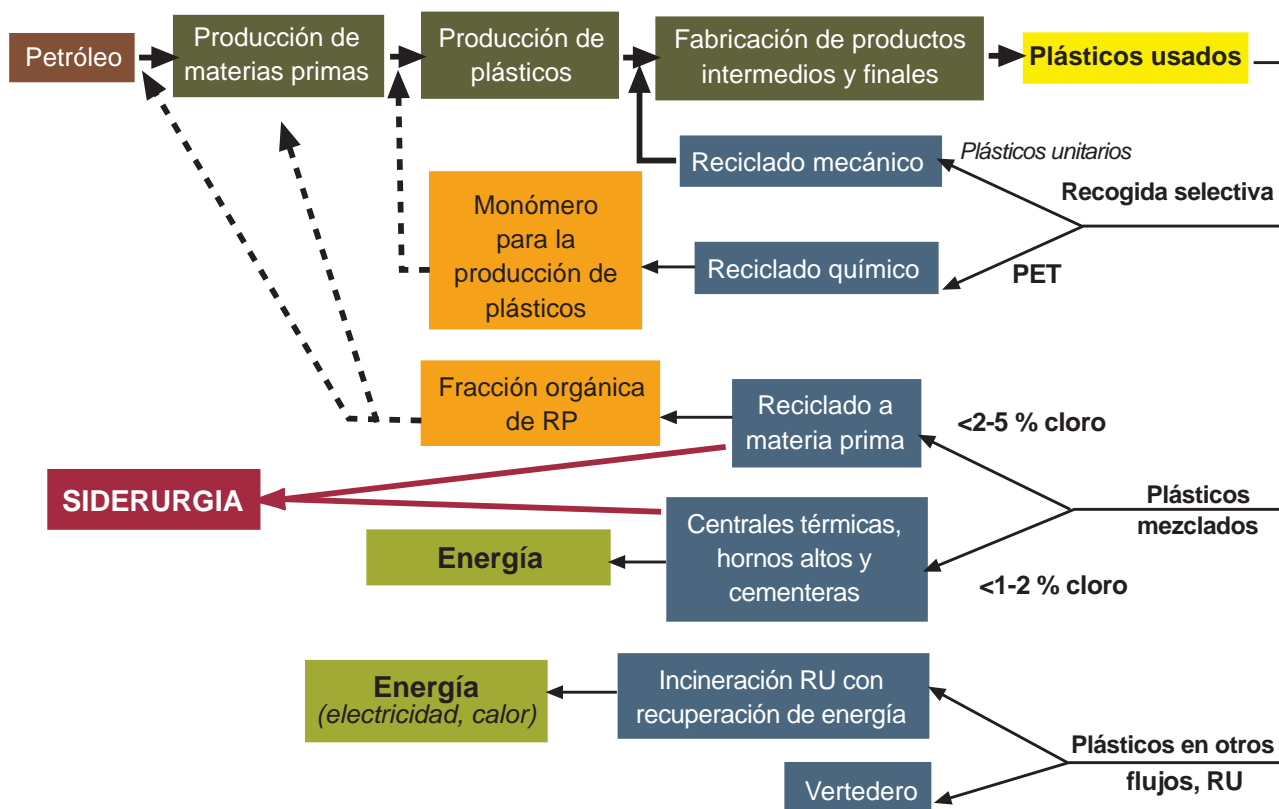 Petróleo
Producción de
materias primas
Producción de
plásticos
Fabricación de productos
intermedios y finales
Plásticos usados
Reciclado mecánico
Plásticos unitarios
Recogida selectiva
Monómero
para la
producción de
plásticos
Reciclado químico
PET
Fracción orgánica
de RP
Reciclado a
materia prima
<2-5 % cloro
SIDERURGIA
Plásticos
mezclados
Energía
Centrales térmicas,
hornos altos y
cementeras
<1-2 % cloro
Energía
(electricidad, calor)
Incineración RU con
recuperación de energía
Plásticos en otros
flujos, RU
Vertedero